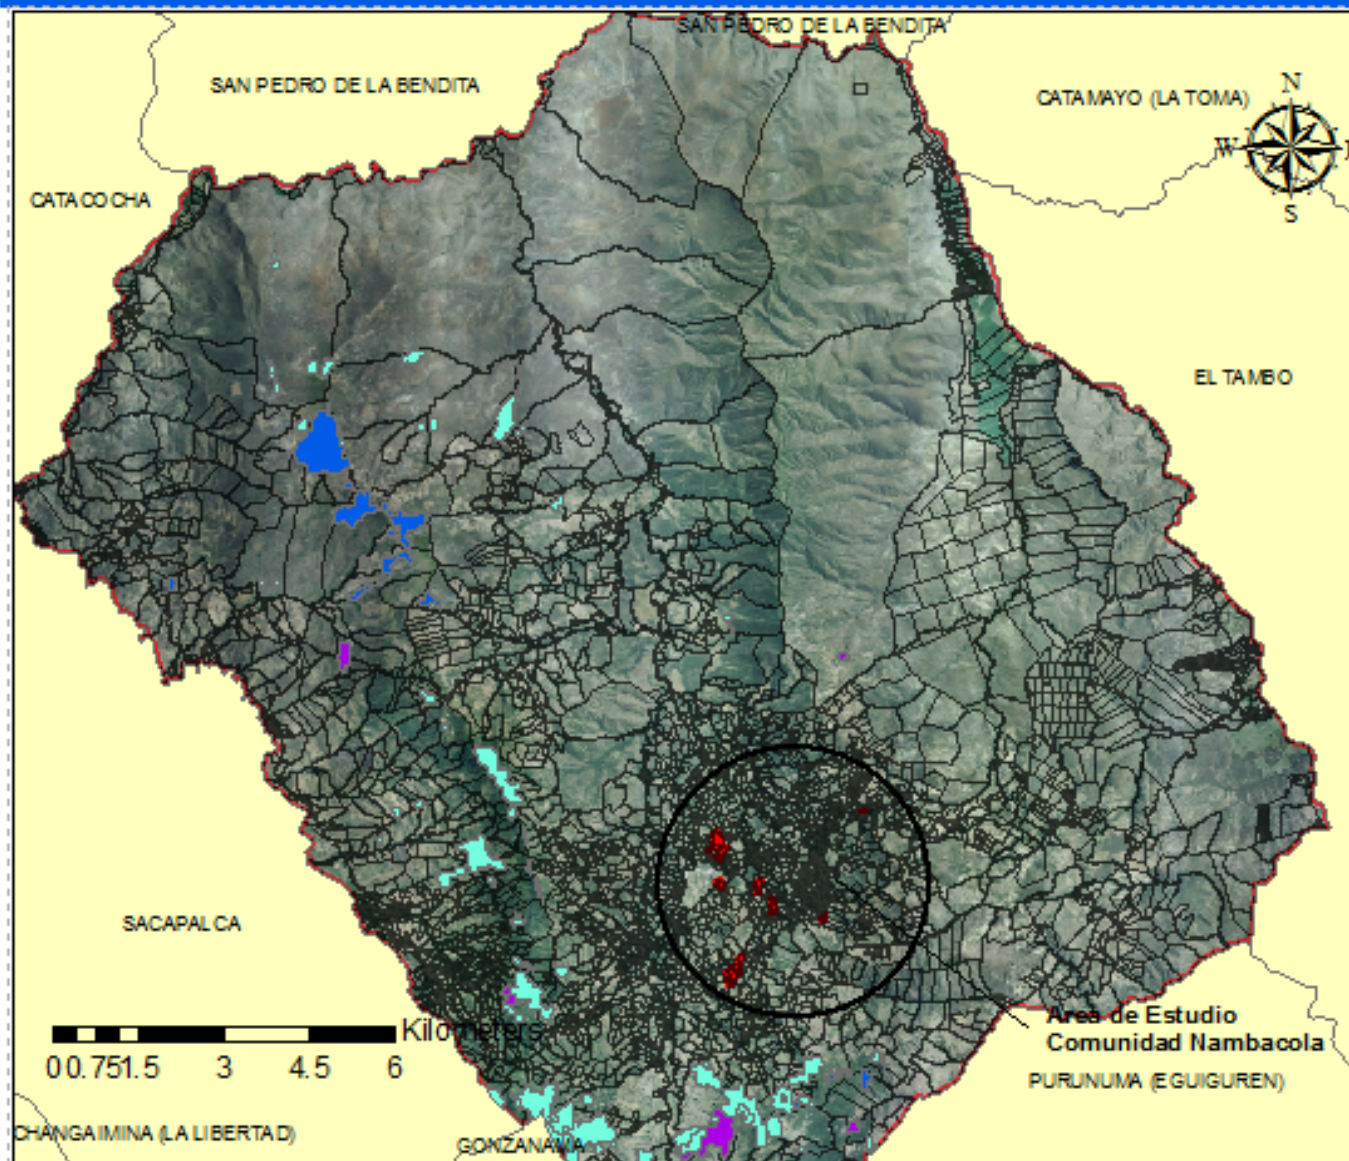 SAN PEDRO DE LA BENDITA
SAN PEDRO DE LA BENDITA
CATAMAYO (LA TOMA)
N
W
S
CATACOCHA
EL TAMBO
SACAPALCA
Kilometers
0 0.75 1.5 3 4.5 6
Area de Estudio
Comunidad Nambacola
PURUNUMA (EGUIGUREN)
CHANGAIMINA (LA LIBERTAD)
GONZANAMA